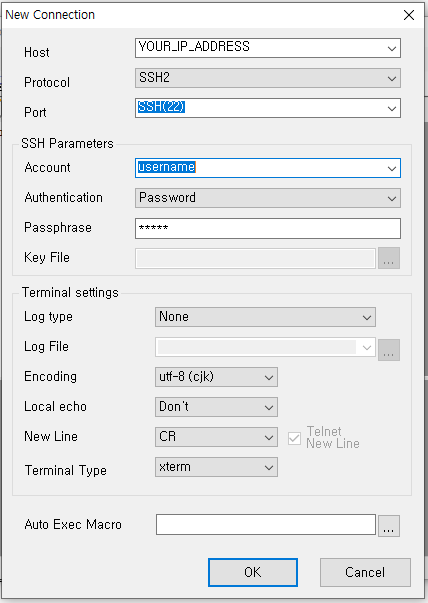 New Connection
Host YOUR_IP_ADDRESS
Protocol SSH2
Port SSH(22)
SSH Parameters
Account username
Authentication Password
Passphrase *****
Key File ...
Terminal settings
Log type None
Log File ...
Encoding utf-8 (cjk)
Local echo Don't
New Line CR Telnet
New Line
Terminal Type xterm
Auto Exec Macro ...
OK Cancel